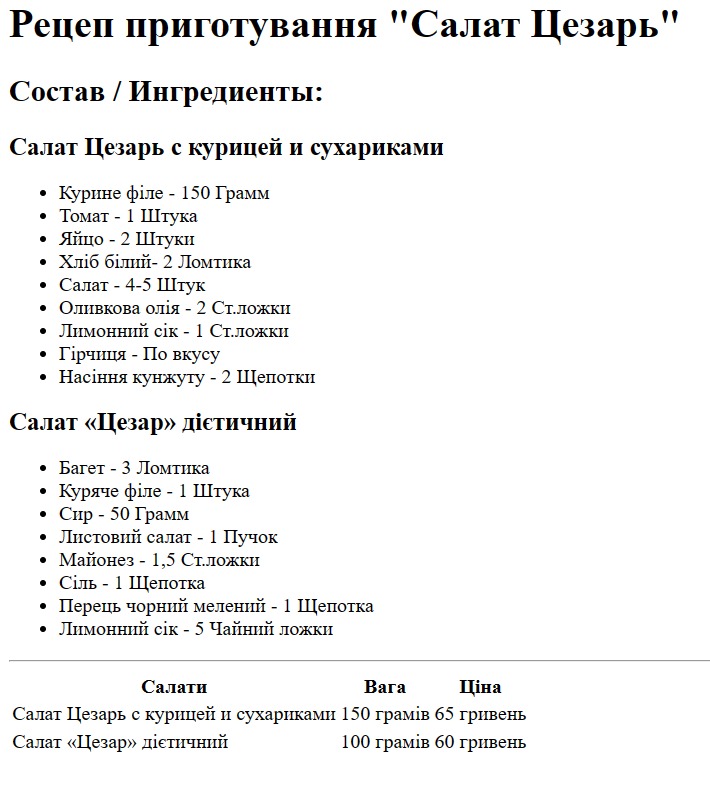 Рецеп приготування "Салат Цезарь"
Состав / Ингредиенты:
Салат Цезарь с курицей и сухариками
Курине філе - 150 Грамм
Томат - 1 Штука
Яйцо - 2 Штуки
Хліб білий- 2 Ломтика
Салат - 4-5 Штук
Оливкова олія - 2 Ст.ложки
Лимонний сік - 1 Ст.ложки
Гірчиця - По вкусу
Насіння кунжуту - 2 Щепотки
Салат «Цезар» дієтичний
Багет - 3 Ломтика
Куряче філе - 1 Штука
Сир - 50 Грамм
Листовий салат - 1 Пучок
Майонез - 1,5 Ст.ложки
Сіль - 1 Щепотка
Перець чорний мелений - 1 Щепотка
Лимонний сік - 5 Чайний ложки
Салати Вага Ціна
Салат Цезарь с курицей и сухариками 150 грамів 65 гривень
Салат «Цезар» дієтичний 100 грамів 60 гривень